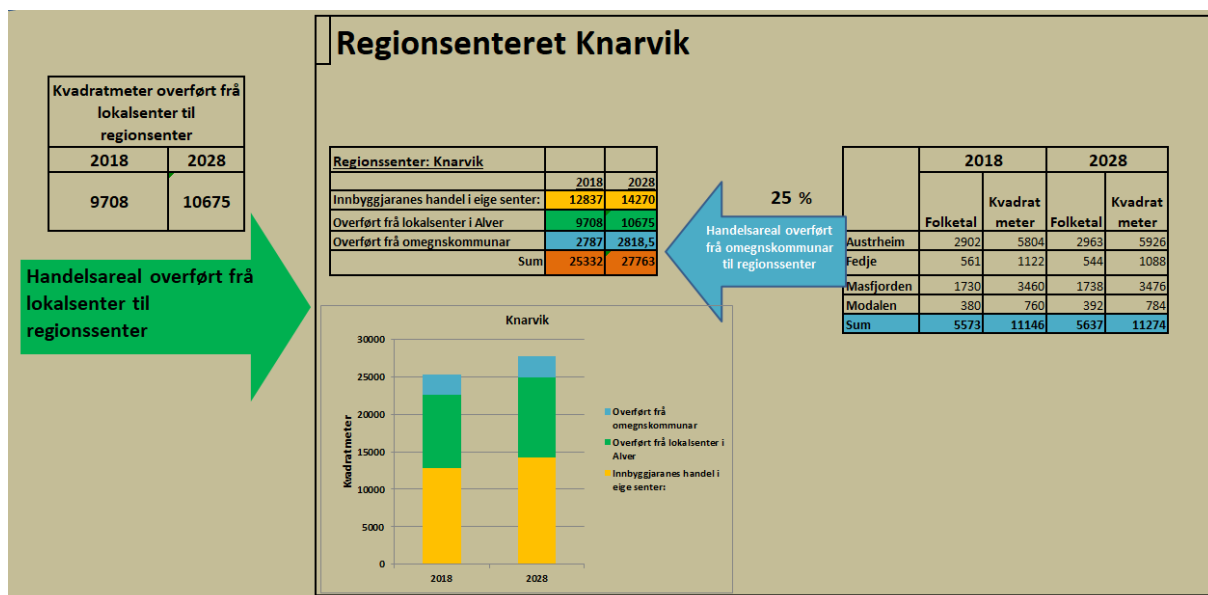 Regionsenteret Knarvik
Kvadratmeter overført frå
lokalsenter til
regionsenter
2018 2028
9708 10675
Handelsareal overført frå
lokalsenter til
regionssenter
Regionssenter: Knarvik
2018 2028
Innbyggjaranes handel i eige senter: 12837 14270
Overført frå lokalsenter i Alver 9708 10675
Overført frå omegnskommunar 2787 2818,5
Sum 25332 27763
25 %
Handelsareal overført
frå omegnskommunar
til regionssenter
2018 2028
Folketal Kvadrat meter Folketal Kvadrat meter
Austrheim 2902 5804 2963 5926
Fedje 561 1122 544 1088
Masfjorden 1730 3460 1738 3476
Modalen 380 760 392 784
Sum 5573 11146 5637 11274
Knarvik
Kvadratmeter
30000
25000
20000
15000
10000
5000
0
2018 2028
Overført frå
omegnskommunar
Overført frå lokalsenter i
Alver
Innbyggjaranes handel i
eige senter: